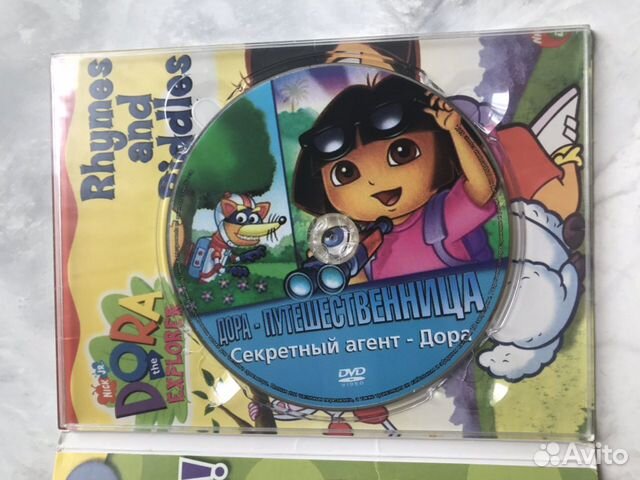 Rhymes
and
Riddles
NICK JR.
DORA
the
EXPLORER
ДОРА - ПУТЕШЕСТВЕННИЦА
Секретный агент - Дора
DVD
VIDEO
!
Avito